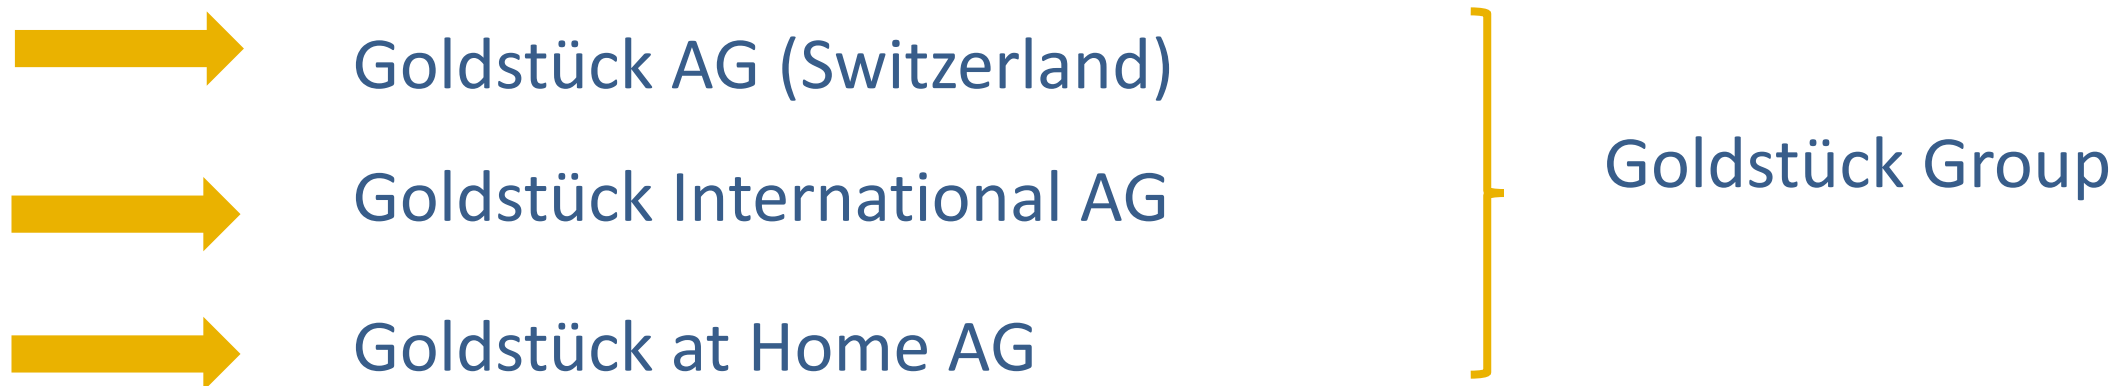 Goldstück AG (Switzerland)
Goldstück International AG
Goldstück at Home AG
Goldstück Group